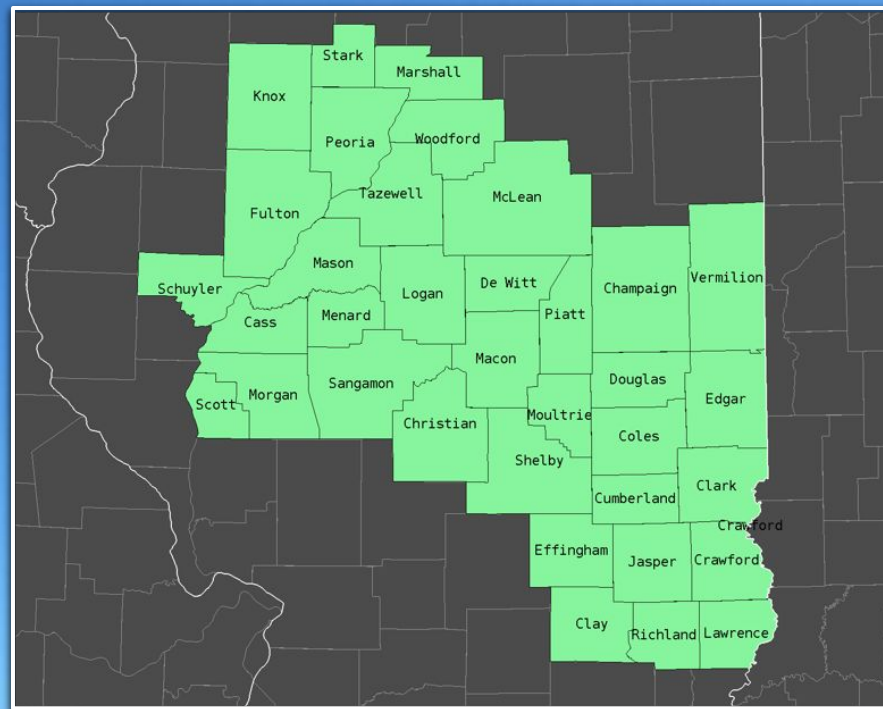 Stark
Marshall
Knox
Peoria
Woodford
Tazewell
McLean
Fulton
Mason
Schuyler
Logan
De Witt
Champaign
Vermilion
Cass
Menard
Piatt
Macon
Sangamon
Douglas
Scott
Morgan
Edgar
Christian
Moultrie
Coles
Shelby
Clark
Cumberland
Crawford
Effingham
Jasper
Crawford
Clay
Richland
Lawrence